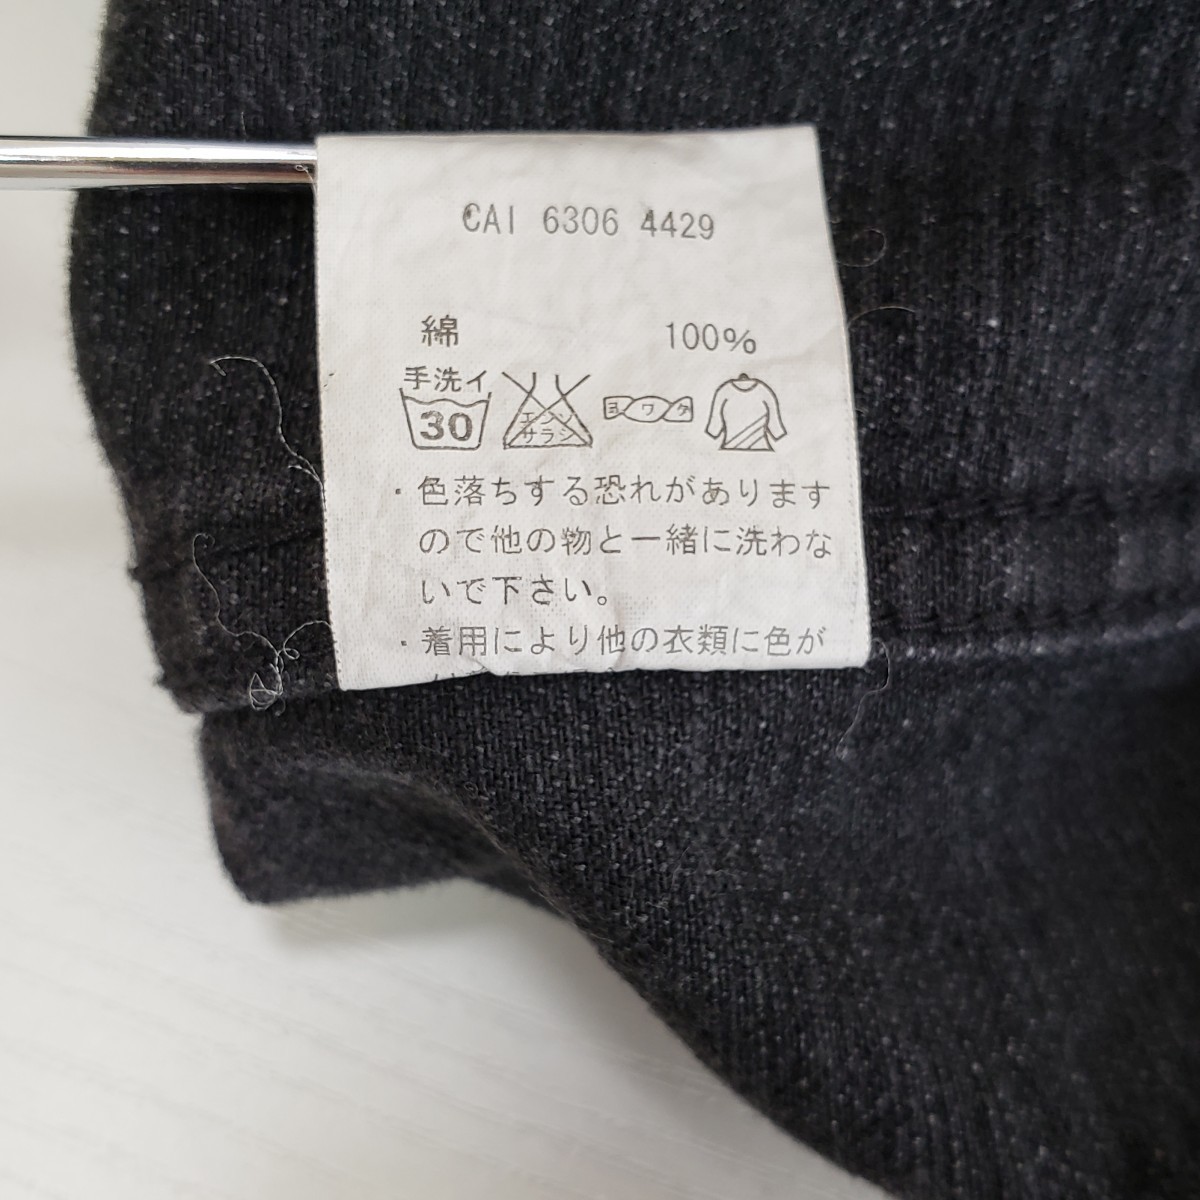 CAI 6306 4429
綿 100%
手洗イ
30 エンソ サラシ ヨワク
・色落ちする恐れがあります
ので他の物と一緒に洗わな
いで下さい。
・着用により他の衣類に色が